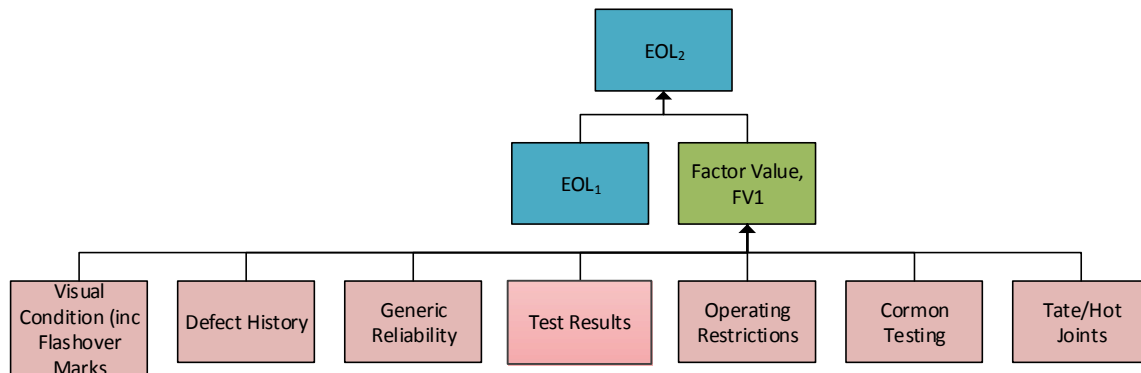 EOL₂
EOL₁
Factor Value,
FV1
Visual
Condition (inc
Flashover
Marks
Defect History
Generic
Reliability
Test Results
Operating
Restrictions
Cormon
Testing
Tate/Hot
Joints